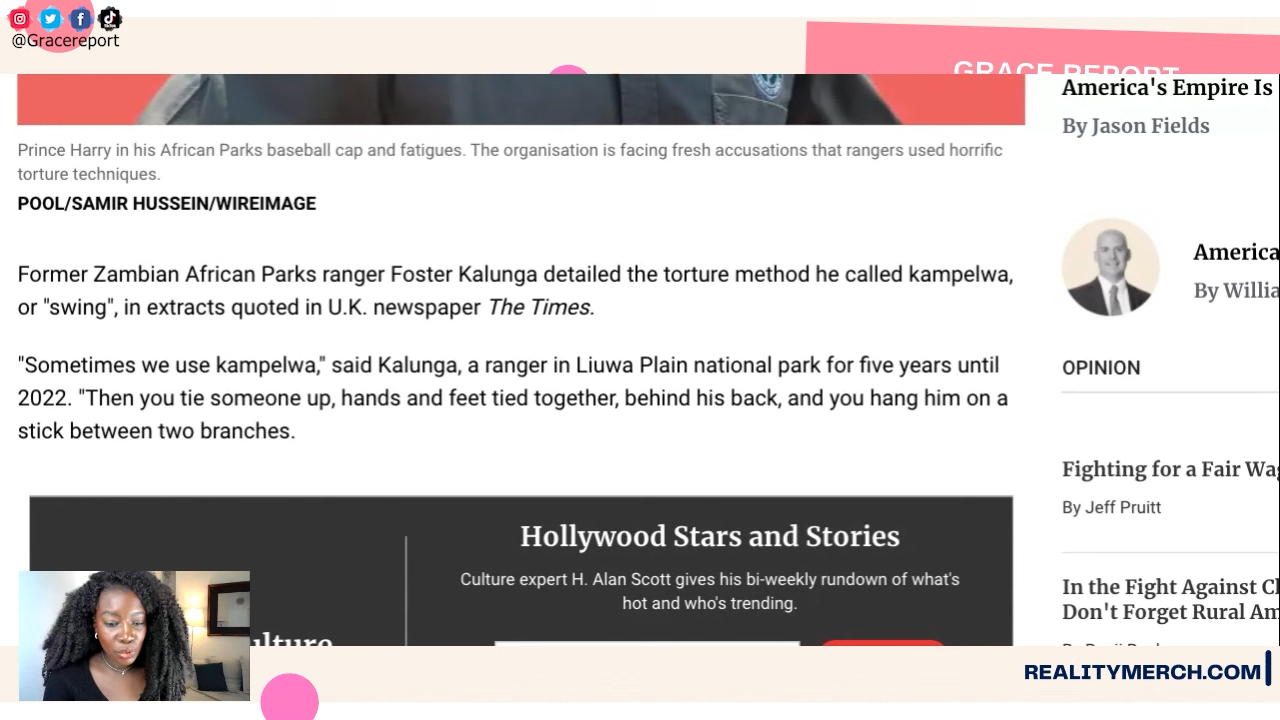 @Gracereport
GRACE REPORT
America's Empire Is
By Jason Fields
Prince Harry in his African Parks baseball cap and fatigues. The organisation is facing fresh accusations that rangers used horrific
torture techniques.
POOL/SAMIR HUSSEIN/WIREIMAGE
America
By Willia
Former Zambian African Parks ranger Foster Kalunga detailed the torture method he called kampelwa,
or "swing", in extracts quoted in U.K. newspaper The Times.
"Sometimes we use kampelwa," said Kalunga, a ranger in Liuwa Plain national park for five years until
2022. "Then you tie someone up, hands and feet tied together, behind his back, and you hang him on a
stick between two branches.
OPINION
Fighting for a Fair Wag
By Jeff Pruitt
In the Fight Against
Don't Forget Rural Am
Hollywood Stars and Stories
Culture expert H. Alan Scott gives his bi-weekly rundown of what's
hot and who's trending.
ulture
REALITYMERCH.COM